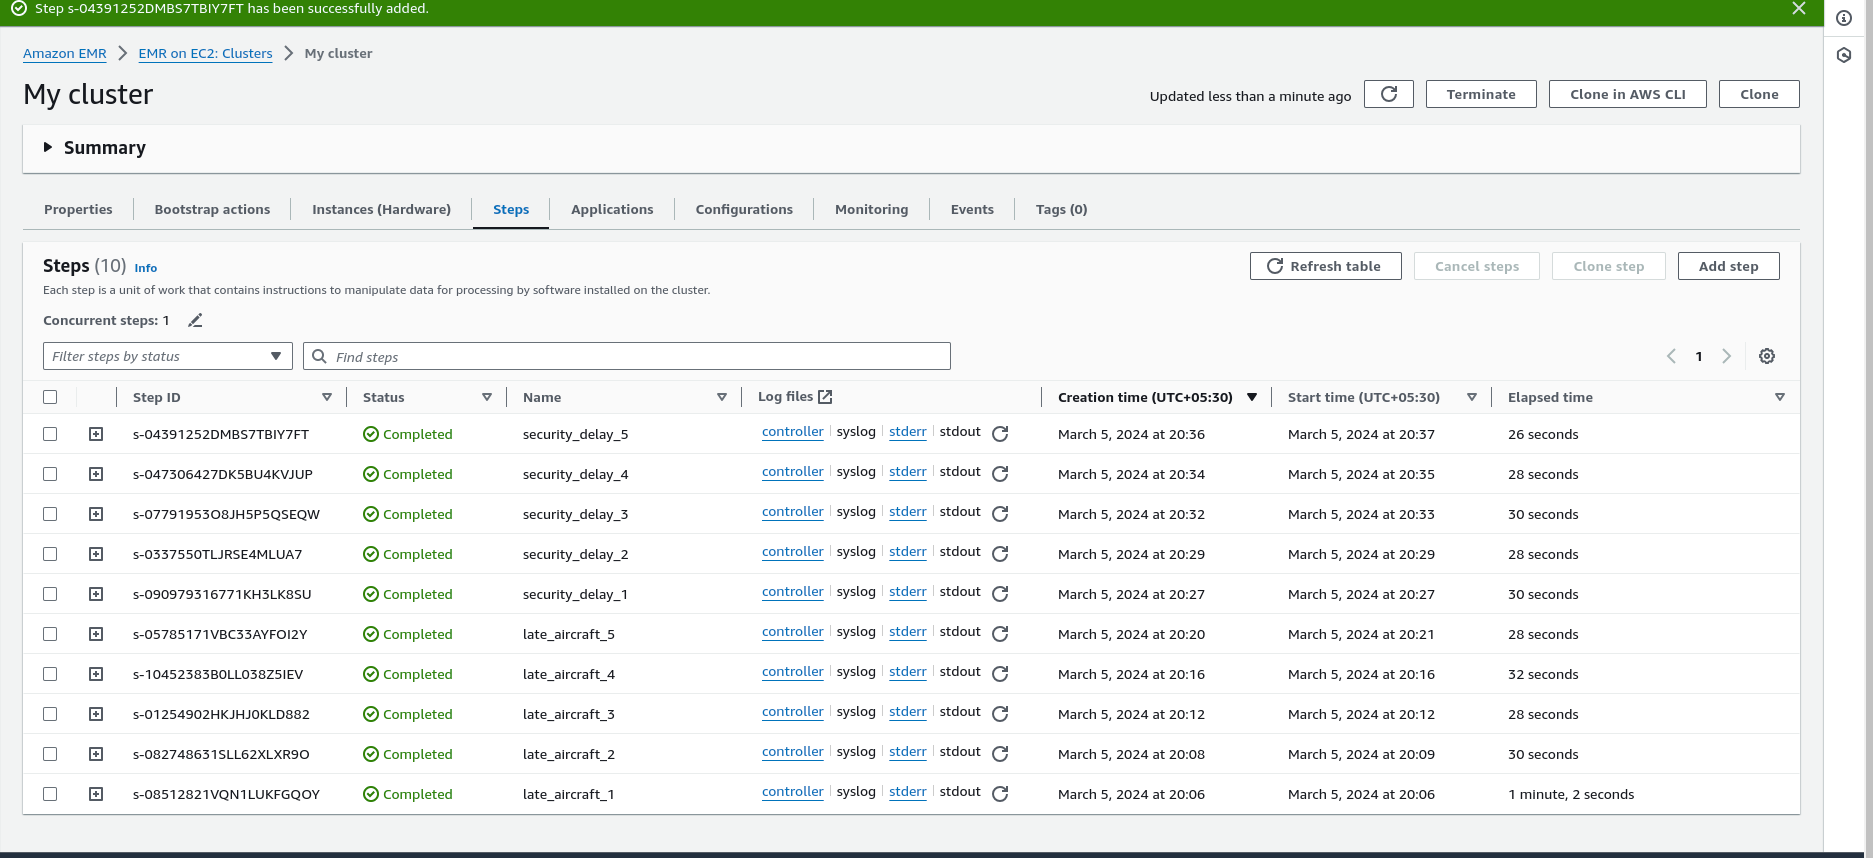 Step s-04391252DMBS7TBIY7FT has been successfully added.
Amazon EMR > EMR on EC2: Clusters > My cluster
My cluster
Updated less than a minute ago Terminate Clone in AWS CLI Clone
Summary
Properties Bootstrap actions Instances (Hardware) Steps Applications Configurations Monitoring Events Tags (0)
Steps (10) Info Refresh table Cancel steps Clone step Add step
Each step is a unit of work that contains instructions to manipulate data for processing by software installed on the cluster.
Concurrent steps: 1
Filter steps by status Find steps 1
Step ID Status Name Log files Creation time (UTC+05:30) Start time (UTC+05:30) Elapsed time
s-04391252DMBS7TBIY7FT Completed security_delay_5 controller syslog stderr stdout March 5, 2024 at 20:36 March 5, 2024 at 20:37 26 seconds
s-047306427DK5BU4KVJUP Completed security_delay_4 controller syslog stderr stdout March 5, 2024 at 20:34 March 5, 2024 at 20:35 28 seconds
s-07791953O8JH5P5QSEQW Completed security_delay_3 controller syslog stderr stdout March 5, 2024 at 20:32 March 5, 2024 at 20:33 30 seconds
s-0337550TLJRSE4MLUA7 Completed security_delay_2 controller syslog stderr stdout March 5, 2024 at 20:29 March 5, 2024 at 20:29 28 seconds
s-090979316771KH3LK8SU Completed security_delay_1 controller syslog stderr stdout March 5, 2024 at 20:27 March 5, 2024 at 20:27 30 seconds
s-05785171VBC33AYFOI2Y Completed late_aircraft_5 controller syslog stderr stdout March 5, 2024 at 20:20 March 5, 2024 at 20:21 28 seconds
s-10452383B0LL038Z5IEV Completed late_aircraft_4 controller syslog stderr stdout March 5, 2024 at 20:16 March 5, 2024 at 20:16 32 seconds
s-01254902HKJHJ0KLD882 Completed late_aircraft_3 controller syslog stderr stdout March 5, 2024 at 20:12 March 5, 2024 at 20:12 28 seconds
s-082748631SLL62XLXR9O Completed late_aircraft_2 controller syslog stderr stdout March 5, 2024 at 20:08 March 5, 2024 at 20:09 30 seconds
s-08512821VQN1LUKFGQOY Completed late_aircraft_1 controller syslog stderr stdout March 5, 2024 at 20:06 March 5, 2024 at 20:06 1 minute, 2 seconds